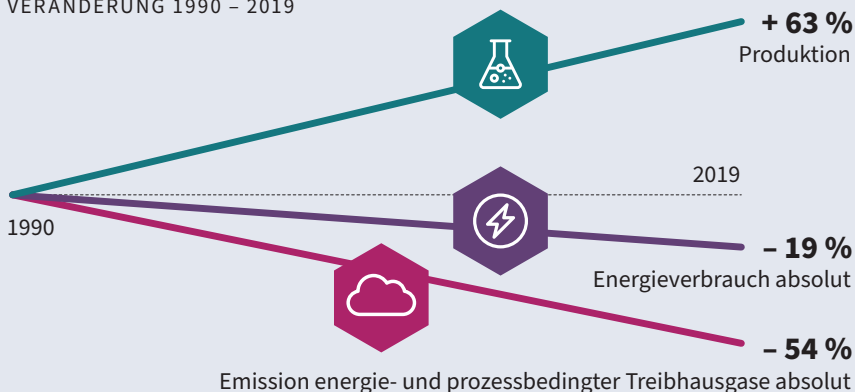 VERÄNDERUNG 1990 – 2019
+ 63 %
Produktion
2019
1990
– 19 %
Energieverbrauch absolut
– 54 %
Emission energie- und prozessbedingter Treibhausgase absolut